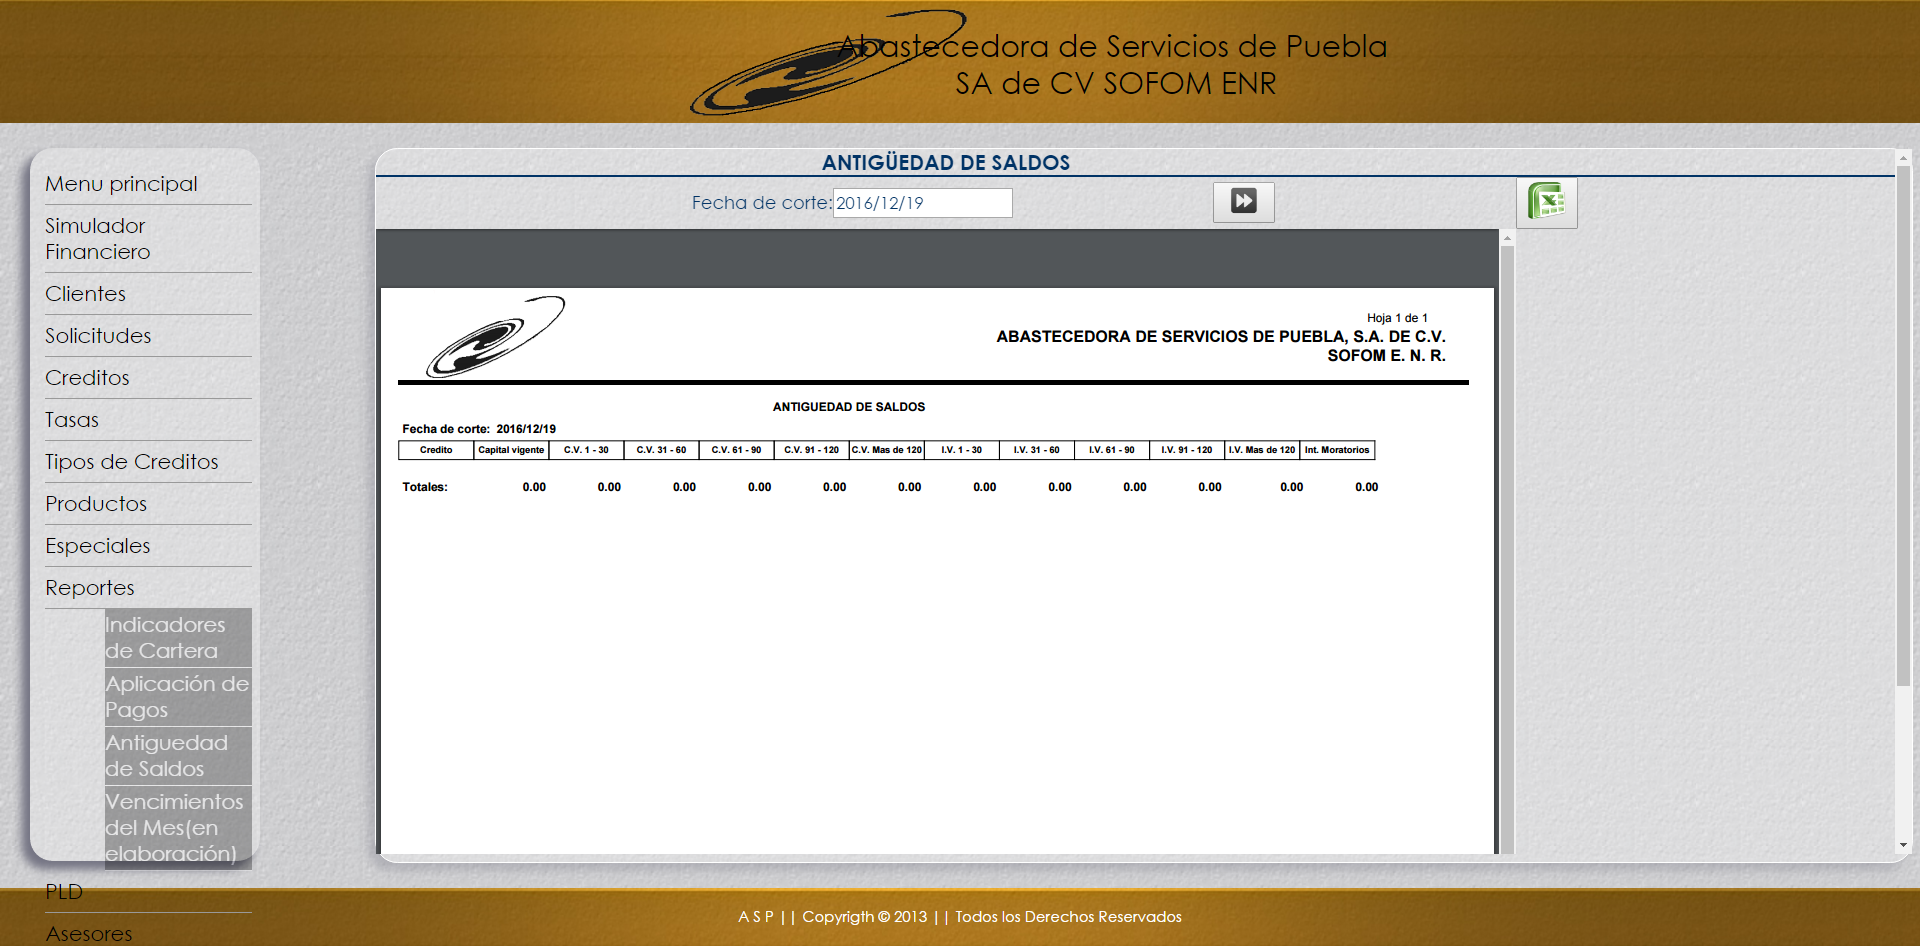 Abastecedora de Servicios de Puebla
SA de CV SOFOM ENR
Menu principal
Simulador
Financiero
Clientes
Solicitudes
Creditos
Tasas
Tipos de Creditos
Productos
Especiales
Reportes
Indicadores
de Cartera
Aplicación de
Pagos
Antiguedad
de Saldos
Vencimientos
del Mes(en
elaboración)
PLD
Asesores
ANTIGÜEDAD DE SALDOS
Fecha de corte: 2016/12/19
Hoja 1 de 1
ABASTECEDORA DE SERVICIOS DE PUEBLA, S.A. DE C.V.
SOFOM E. N. R.
ANTIGUEDAD DE SALDOS
Fecha de corte: 2016/12/19
Credito Capital vigente C.V. 1 - 30 C.V. 31 - 60 C.V. 61 - 90 C.V. 91 - 120 C.V. Mas de 120 I.V. 1 - 30 I.V. 31 - 60 I.V. 61 - 90 I.V. 91 - 120 I.V. Mas de 120 Int. Moratorios
Totales: 0.00 0.00 0.00 0.00 0.00 0.00 0.00 0.00 0.00 0.00 0.00 0.00
A S P || Copyrigth © 2013 || Todos los Derechos Reservados